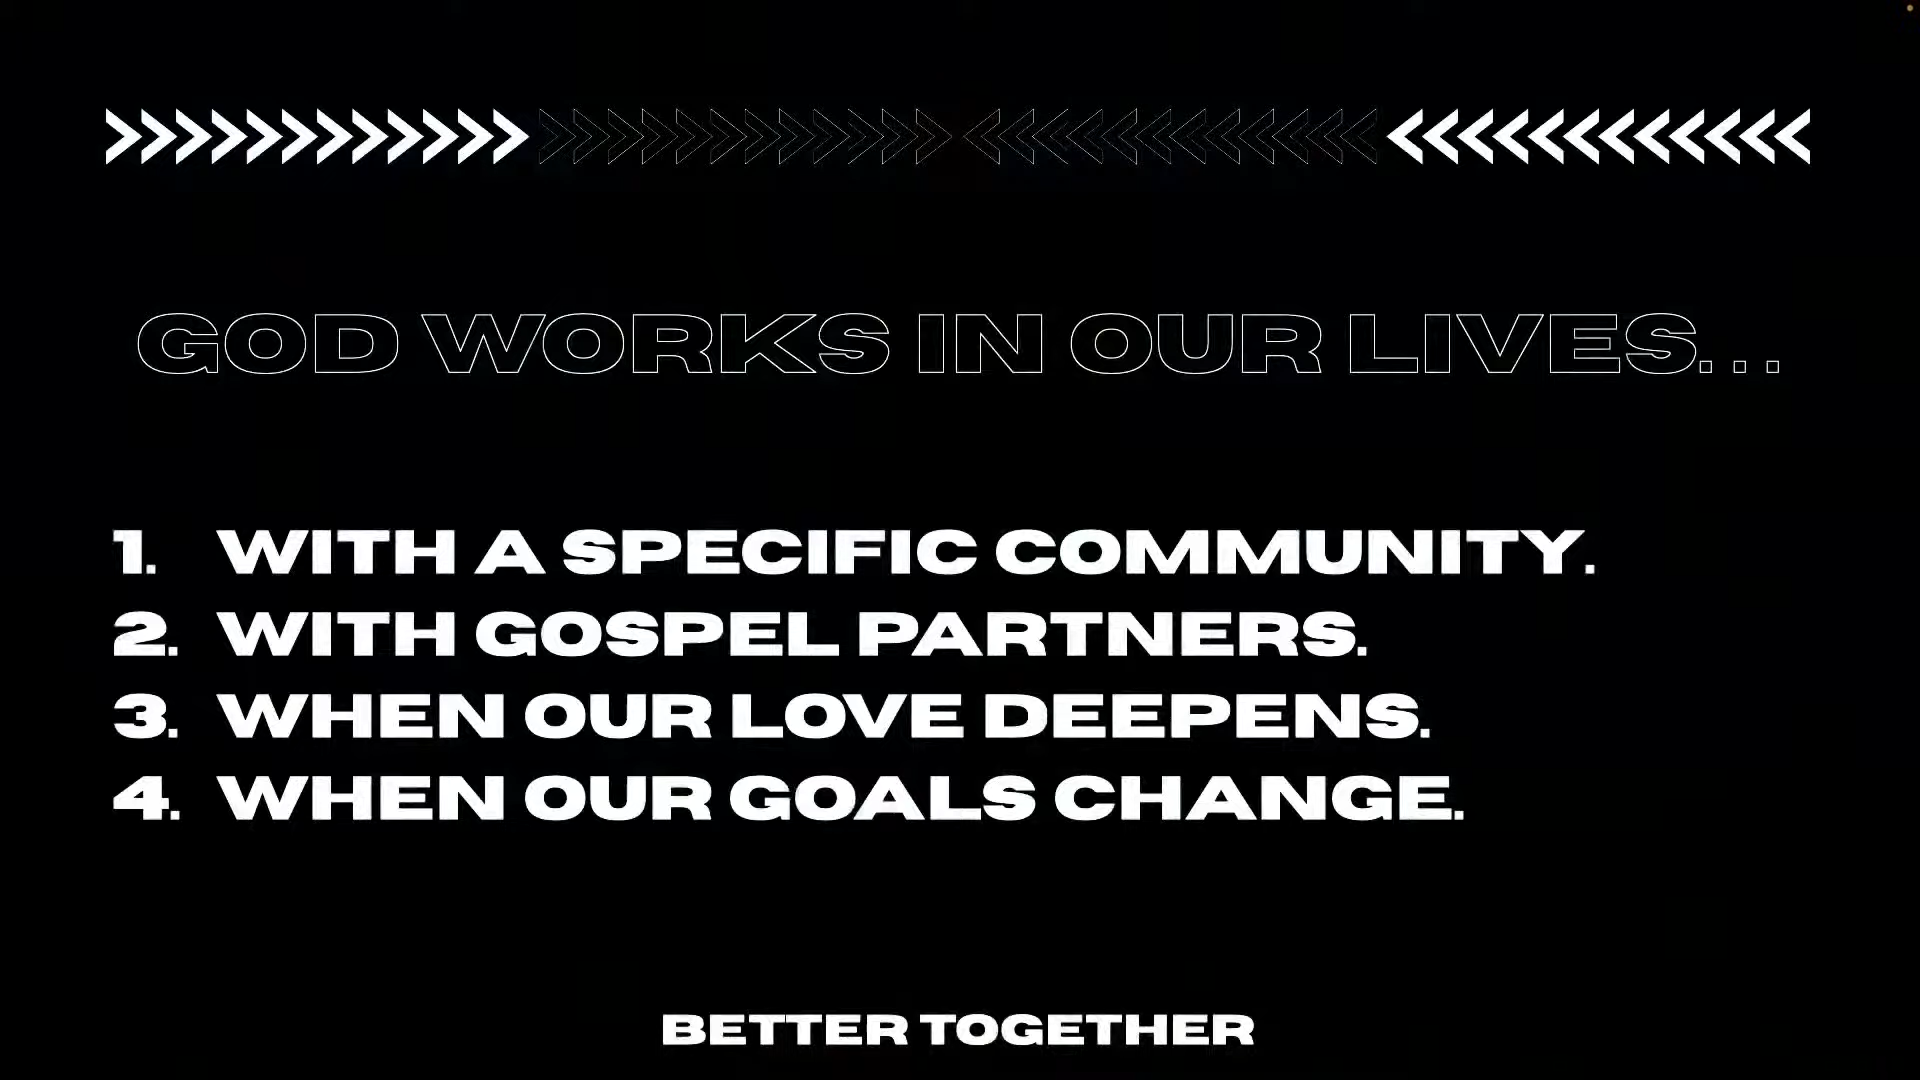 GOD WORKS IN OUR LIVES...
1. WITH A SPECIFIC COMMUNITY.
2. WITH GOSPEL PARTNERS.
3. WHEN OUR LOVE DEEPENS.
4. WHEN OUR GOALS CHANGE.
BETTER TOGETHER